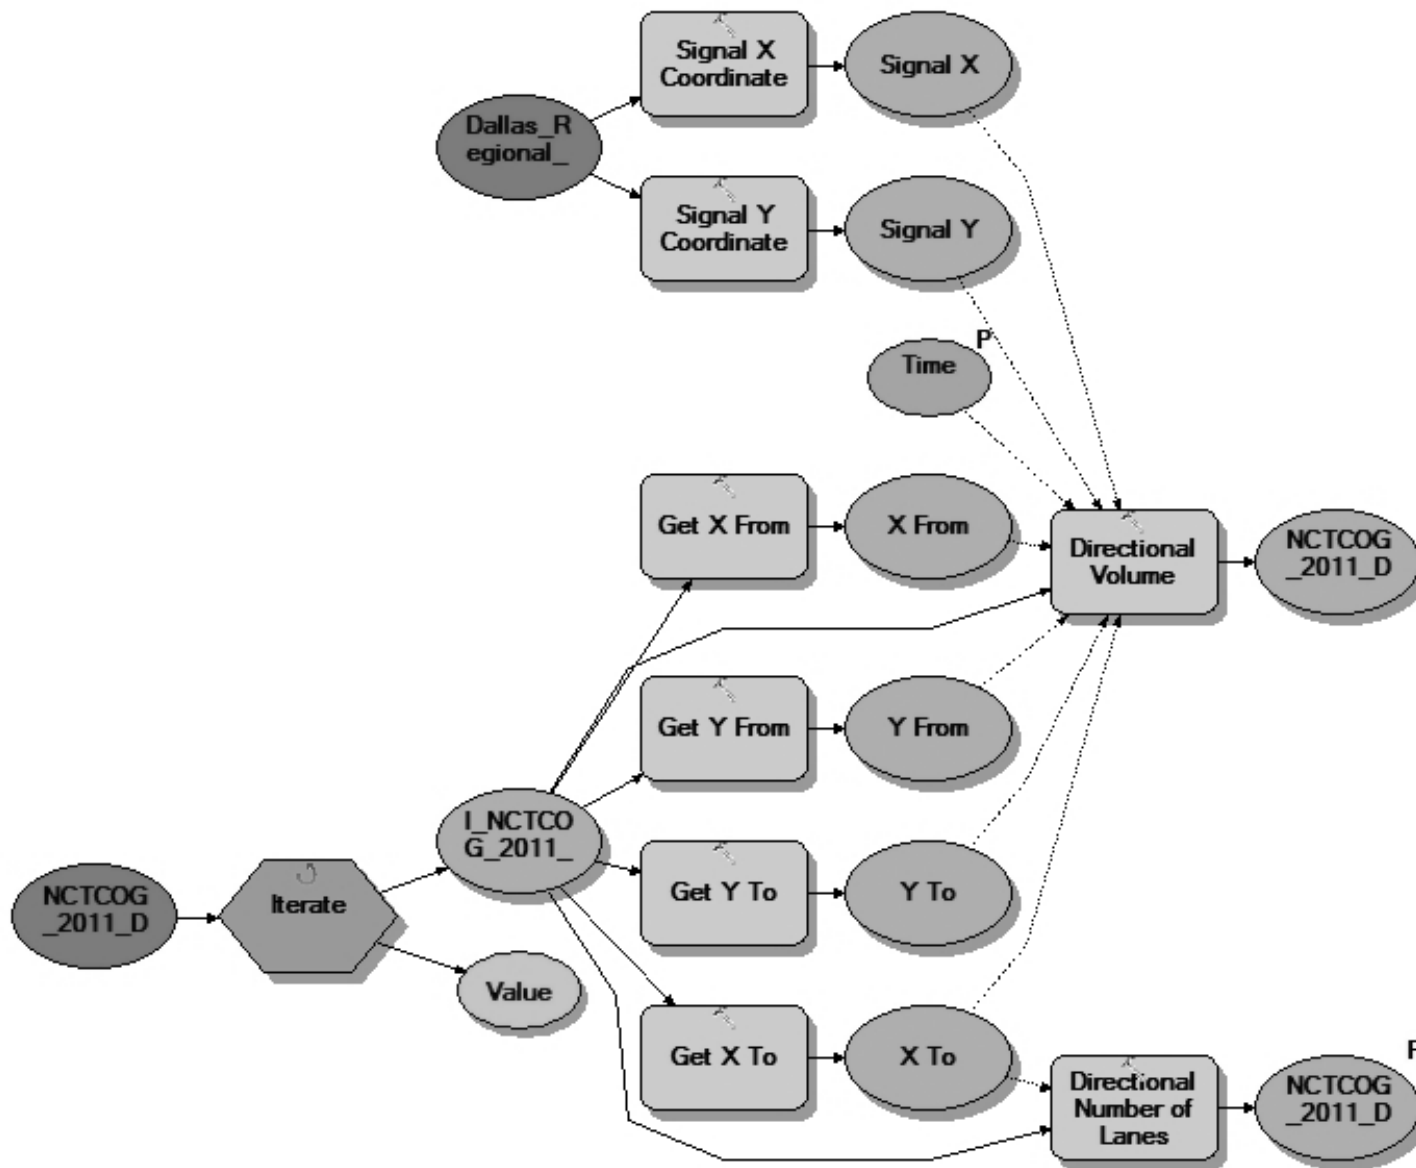 Signal X
Coordinate
Signal X
Dallas_R
egional_
Signal Y
Coordinate
Signal Y
P
Time
Get X From
X From
Directional
Volume
NCTCOG
_2011_D
Get Y From
Y From
I_NCTCO
G_2011_
Get Y To
Y To
NCTCOG
_2011_D
Iterate
Value
Get X To
X To
Directional
Number of
Lanes
NCTCOG
_2011_D